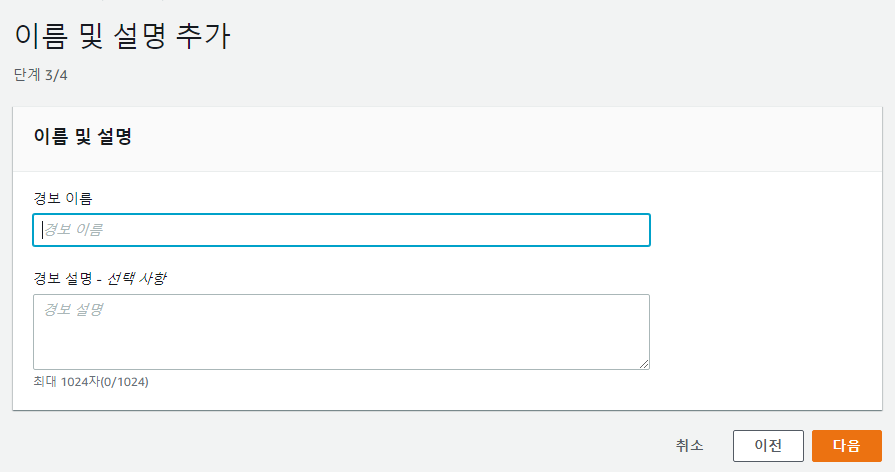 이름 및 설명 추가
단계 3/4
이름 및 설명
경보 이름
경보 이름
경보 설명 - 선택 사항
경보 설명
최대 1024자(0/1024)
취소
이전
다음